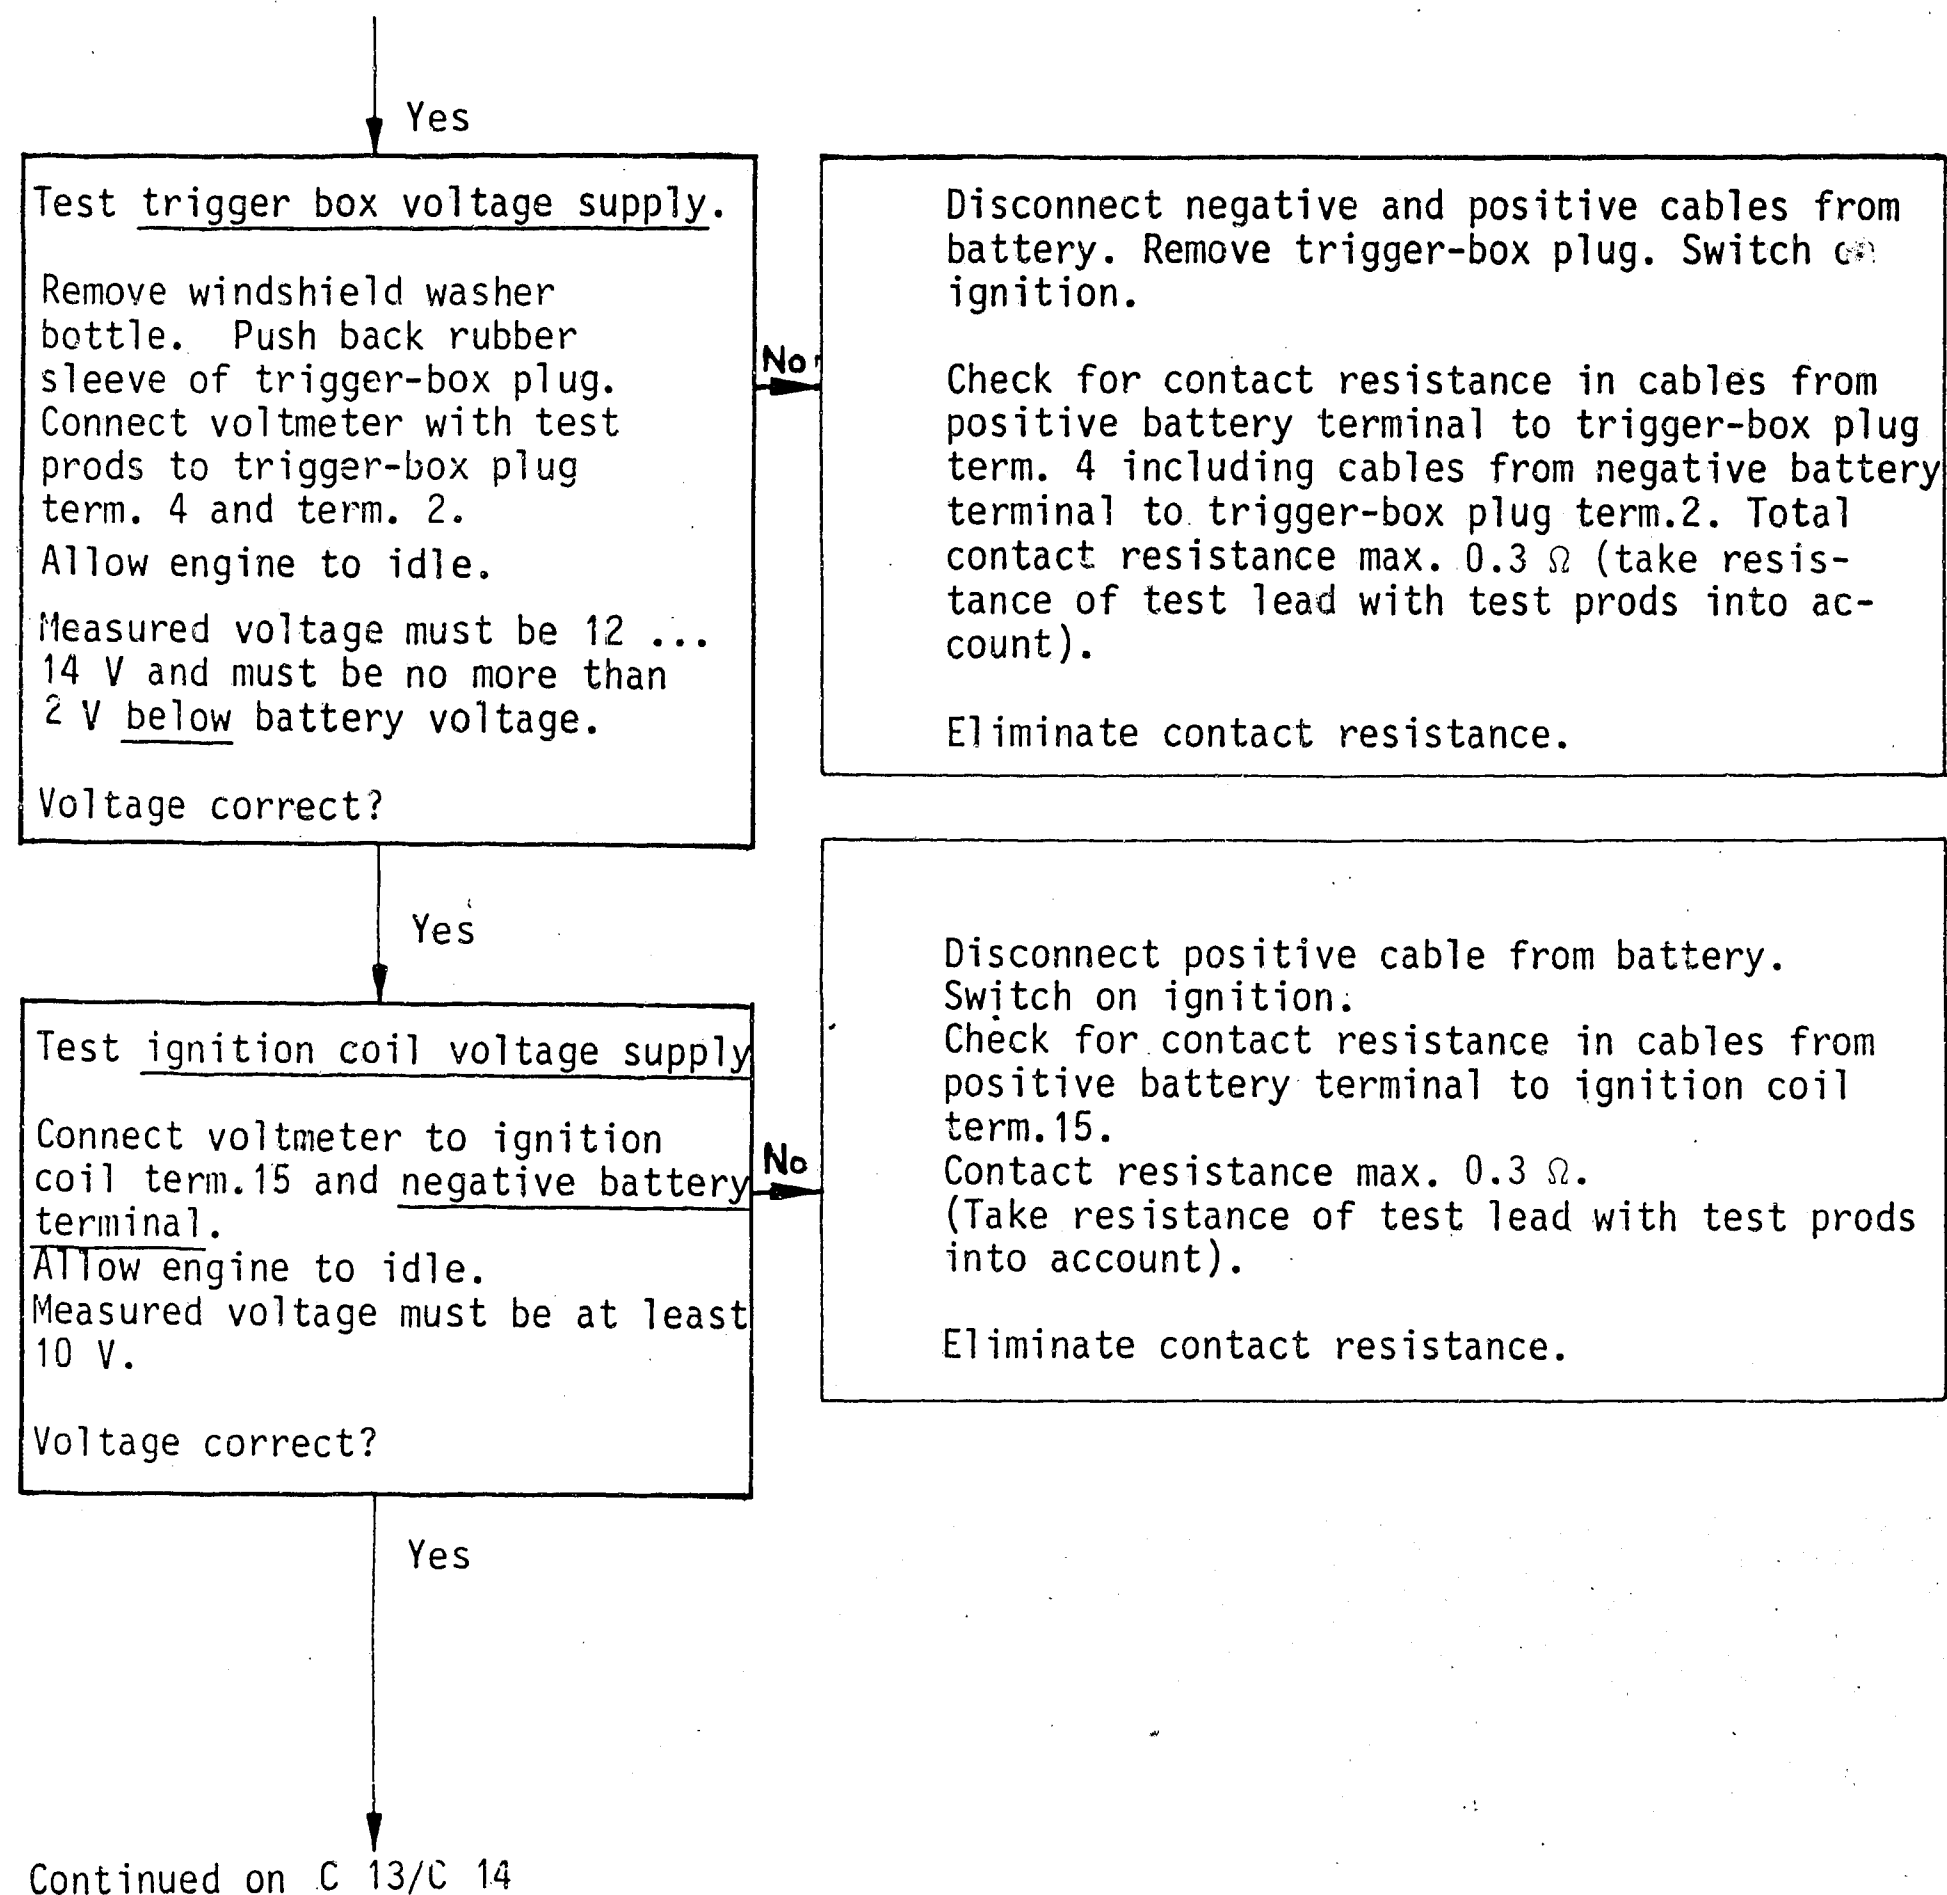 Yes
Test trigger box voltage supply.
Remove windshield washer
bottle. Push back rubber
sleeve of trigger-box plug.
Connect voltmeter with test
prods to trigger-box plug
term. 4 and term. 2.
Allow engine to idle.
Measured voltage must be 12 ...
14 V and must be no more than
2 V below battery voltage.
Voltage correct?
No
Disconnect negative and positive cables from
battery. Remove trigger-box plug. Switch
ignition.
Check for contact resistance in cables from
positive battery terminal to trigger-box plug
term. 4 including cables from negative battery
terminal to trigger-box plug term.2. Total
contact resistance max. 0.3 Ω (take resis-
tance of test lead with test prods into ac-
count).
Eliminate contact resistance.
Yes
Test ignition coil voltage supply
Connect voltmeter to ignition
coil term.15 and negative battery
terminal.
Allow engine to idle.
Measured voltage must be at least
10 V.
Voltage correct?
No
Disconnect positive cable from battery.
Switch on ignition.
Check for contact resistance in cables from
positive battery terminal to ignition coil
term.15.
Contact resistance max. 0.3 Ω.
(Take resistance of test lead with test prods
into account).
Eliminate contact resistance.
Yes
Continued on C 13/C 14